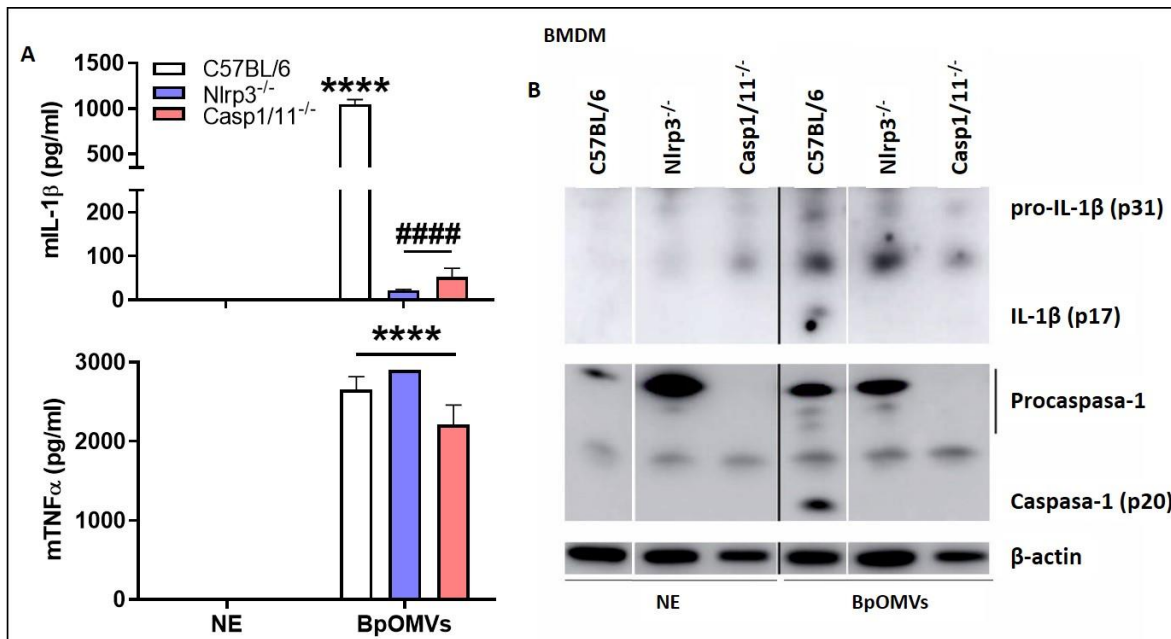 BMDM
A
1500
1000
500
200
100
0
mIL-1β (pg/ml)
C57BL/6
Nlrp3-/-
Casp1/11-/-
****
####
3000
2000
1000
0
mTNFα (pg/ml)
****
NE
BpOMVs
B
C57BL/6
Nlrp3-/-
Casp1/11-/-
C57BL/6
Nlrp3-/-
Casp1/11-/-
pro-IL-1β (p31)
IL-1β (p17)
Procaspasa-1
Caspasa-1 (p20)
β-actin
NE
BpOMVs